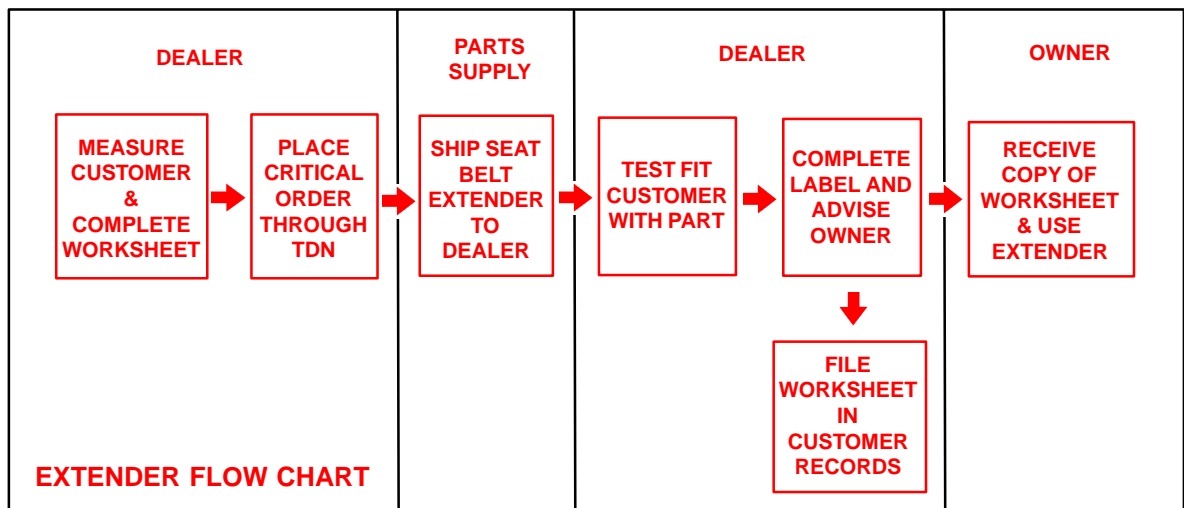 DEALER
PARTS
SUPPLY
DEALER
OWNER
MEASURE
CUSTOMER
&
COMPLETE
WORKSHEET
PLACE
CRITICAL
ORDER
THROUGH
TDN
SHIP SEAT
BELT
EXTENDER
TO
DEALER
TEST FIT
CUSTOMER
WITH PART
COMPLETE
LABEL AND
ADVISE
OWNER
RECEIVE
COPY OF
WORKSHEET
& USE
EXTENDER
FILE
WORKSHEET
IN
CUSTOMER
RECORDS
EXTENDER FLOW CHART